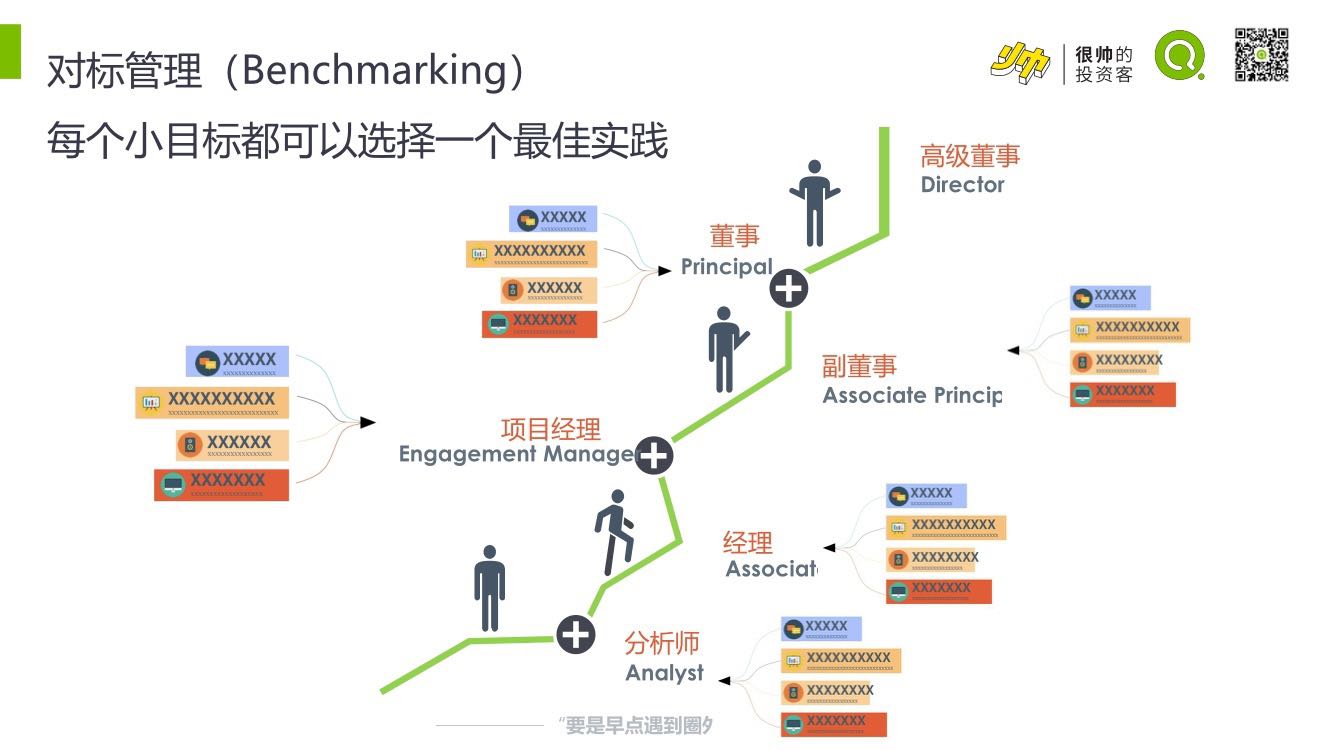 对标管理（Benchmarking）
每个小目标都可以选择一个最佳实践
少帅
很帅的
投资客
高级董事
Director
董事
Principal
XXXXX
XXXXXXXXXX
XXXXXX
XXXXXXX
副董事
Associate Princip
XXXXX
XXXXXXXXXX
XXXXXXXX
XXXXXXX
项目经理
Engagement Manager
XXXXX
XXXXXXXXXX
XXXXXX
XXXXXXX
经理
Associat
XXXXX
XXXXXXXXXX
XXXXXXXX
XXXXXXX
分析师
Analyst
XXXXX
XXXXXXXXXX
XXXXXXXX
XXXXXXX
“要是早点遇到圈外